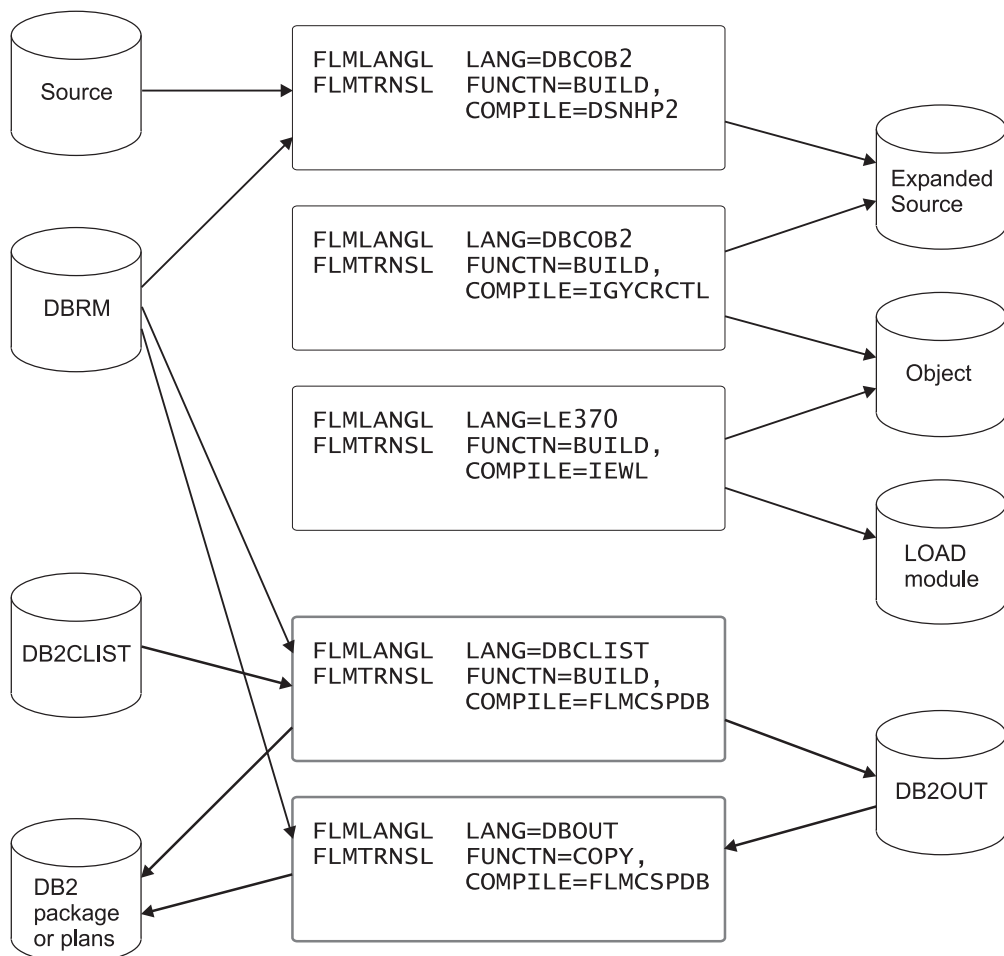 Source
FLMLANGL LANG=DBCOB2
FLMTRNSL FUNCTN=BUILD,
COMPILE=DSNHP2
Expanded
Source
DBRM
FLMLANGL LANG=DBCOB2
FLMTRNSL FUNCTN=BUILD,
COMPILE=IGYCRCTL
Object
FLMLANGL LANG=LE370
FLMTRNSL FUNCTN=BUILD,
COMPILE=IEWL
LOAD
module
DB2CLIST
FLMLANGL LANG=DBCLIST
FLMTRNSL FUNCTN=BUILD,
COMPILE=FLMCSPDB
DB2OUT
FLMLANGL LANG=DBOUT
FLMTRNSL FUNCTN=COPY,
COMPILE=FLMCSPDB
DB2
package
or plans